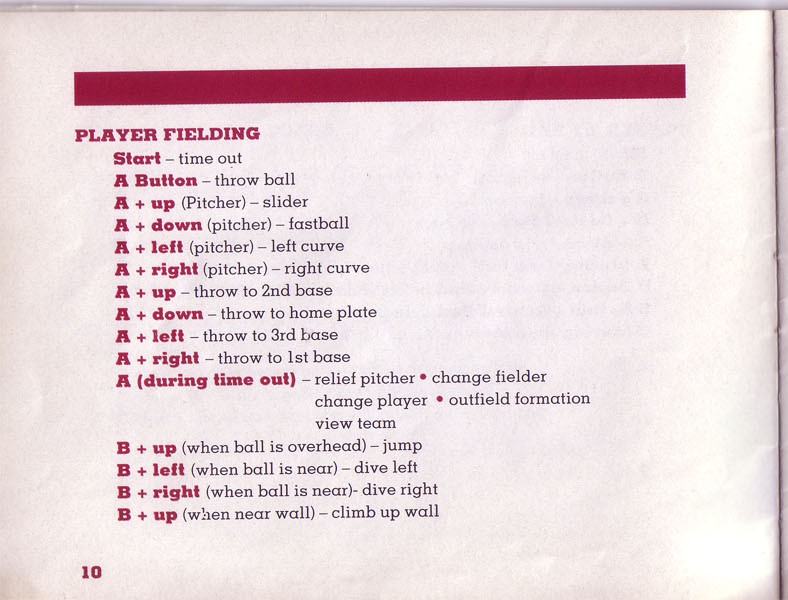 PLAYER FIELDING
Start – time out
A Button – throw ball
A + up (Pitcher) – slider
A + down (pitcher) – fastball
A + left (pitcher) – left curve
A + right (pitcher) – right curve
A + up – throw to 2nd base
A + down – throw to home plate
A + left – throw to 3rd base
A + right – throw to 1st base
A (during time out) – relief pitcher • change fielder
change player • outfield formation
view team
B + up (when ball is overhead) – jump
B + left (when ball is near) – dive left
B + right (when ball is near)- dive right
B + up (when near wall) – climb up wall
10